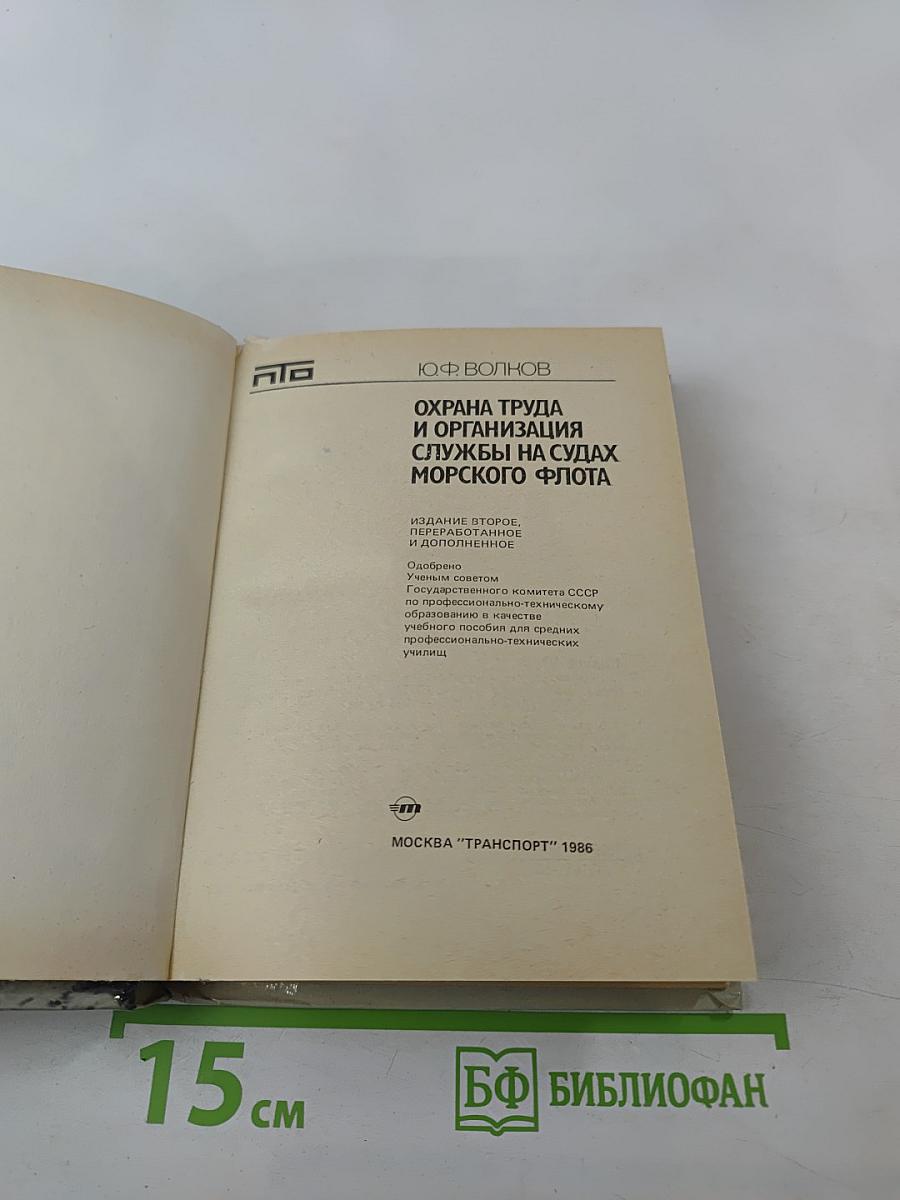 пто
Ю.Ф. ВОЛКОВ
ОХРАНА ТРУДА
И ОРГАНИЗАЦИЯ
СЛУЖБЫ НА СУДАХ
МОРСКОГО ФЛОТА
ИЗДАНИЕ ВТОРОЕ,
ПЕРЕРАБОТАННОЕ
И ДОПОЛНЕННОЕ
Одобрено
Ученым советом
Государственного комитета СССР
по профессионально-техническому
образованию в качестве
учебного пособия для средних
профессионально-технических
училищ
т
МОСКВА "ТРАНСПОРТ" 1986
15 см
БФ БИБЛИОФАН